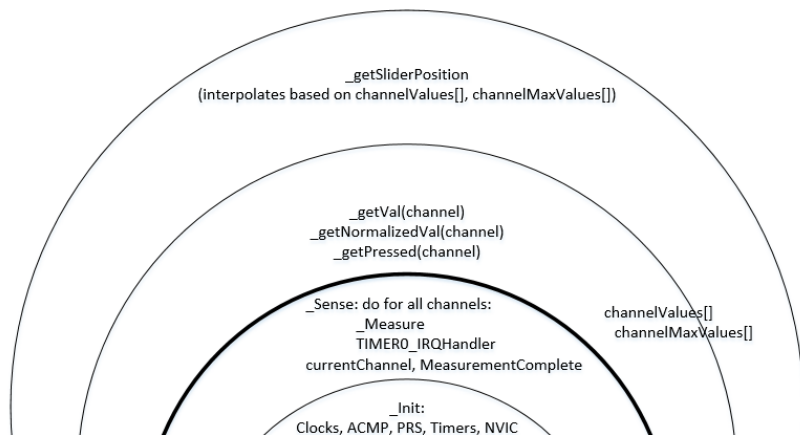 _getSliderPosition
(interpolates based on channelValues[], channelMaxValues[])
_getVal(channel)
_getNormalizedVal(channel)
_getPressed(channel)
_Sense: do for all channels:
_Measure
TIMER0_IRQHandler
currentChannel, MeasurementComplete
channelValues[]
channelMaxValues[]
_Init:
Clocks, ACMP, PRS, Timers, NVIC